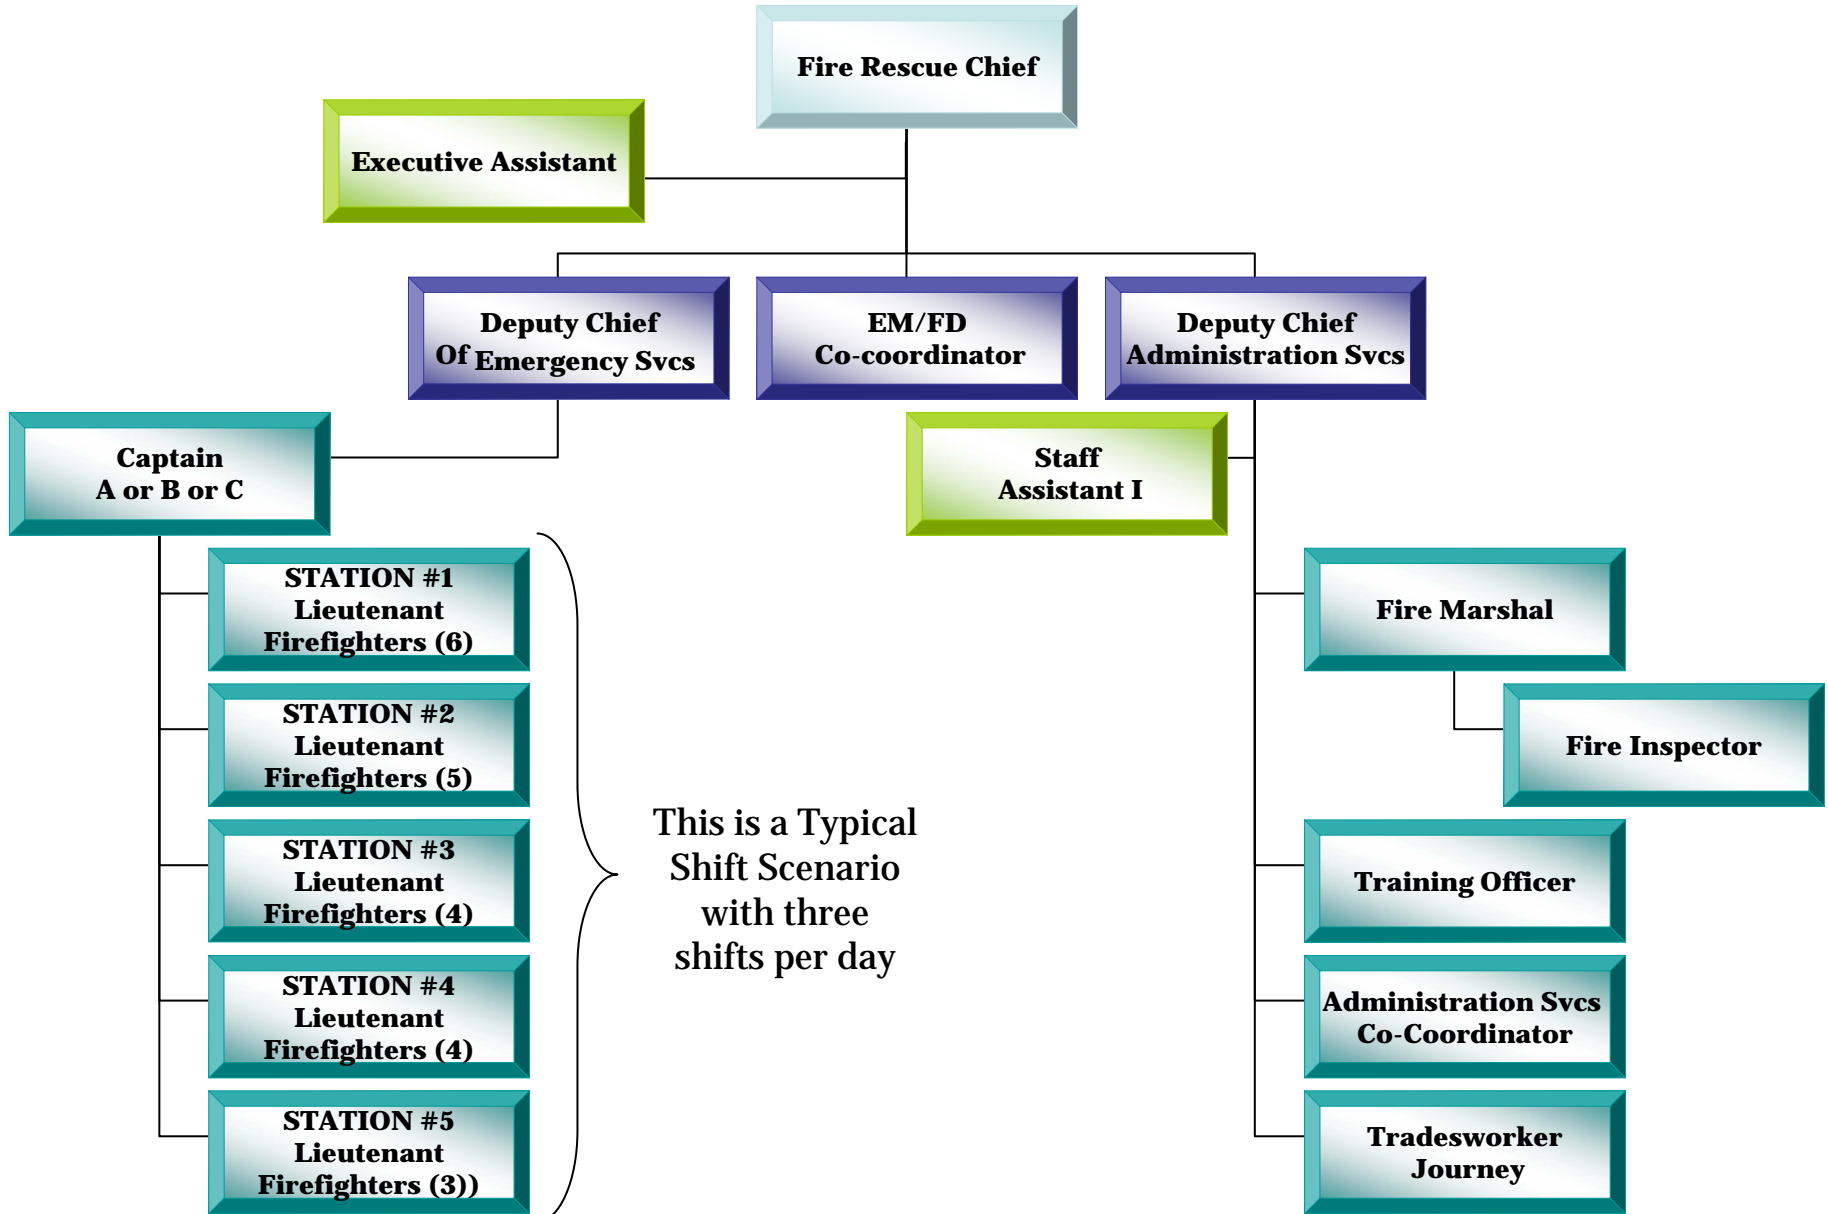 Fire Rescue Chief
Executive Assistant
Deputy Chief
Of Emergency Svcs
EM/FD
Co-coordinator
Deputy Chief
Administration Svcs
Captain
A or B or C
Staff
Assistant I
STATION #1
Lieutenant
Firefighters (6)
STATION #2
Lieutenant
Firefighters (5)
STATION #3
Lieutenant
Firefighters (4)
STATION #4
Lieutenant
Firefighters (4)
STATION #5
Lieutenant
Firefighters (3))
This is a Typical
Shift Scenario
with three
shifts per day
Fire Marshal
Fire Inspector
Training Officer
Administration Svcs
Co-Coordinator
Tradesworker
Journey